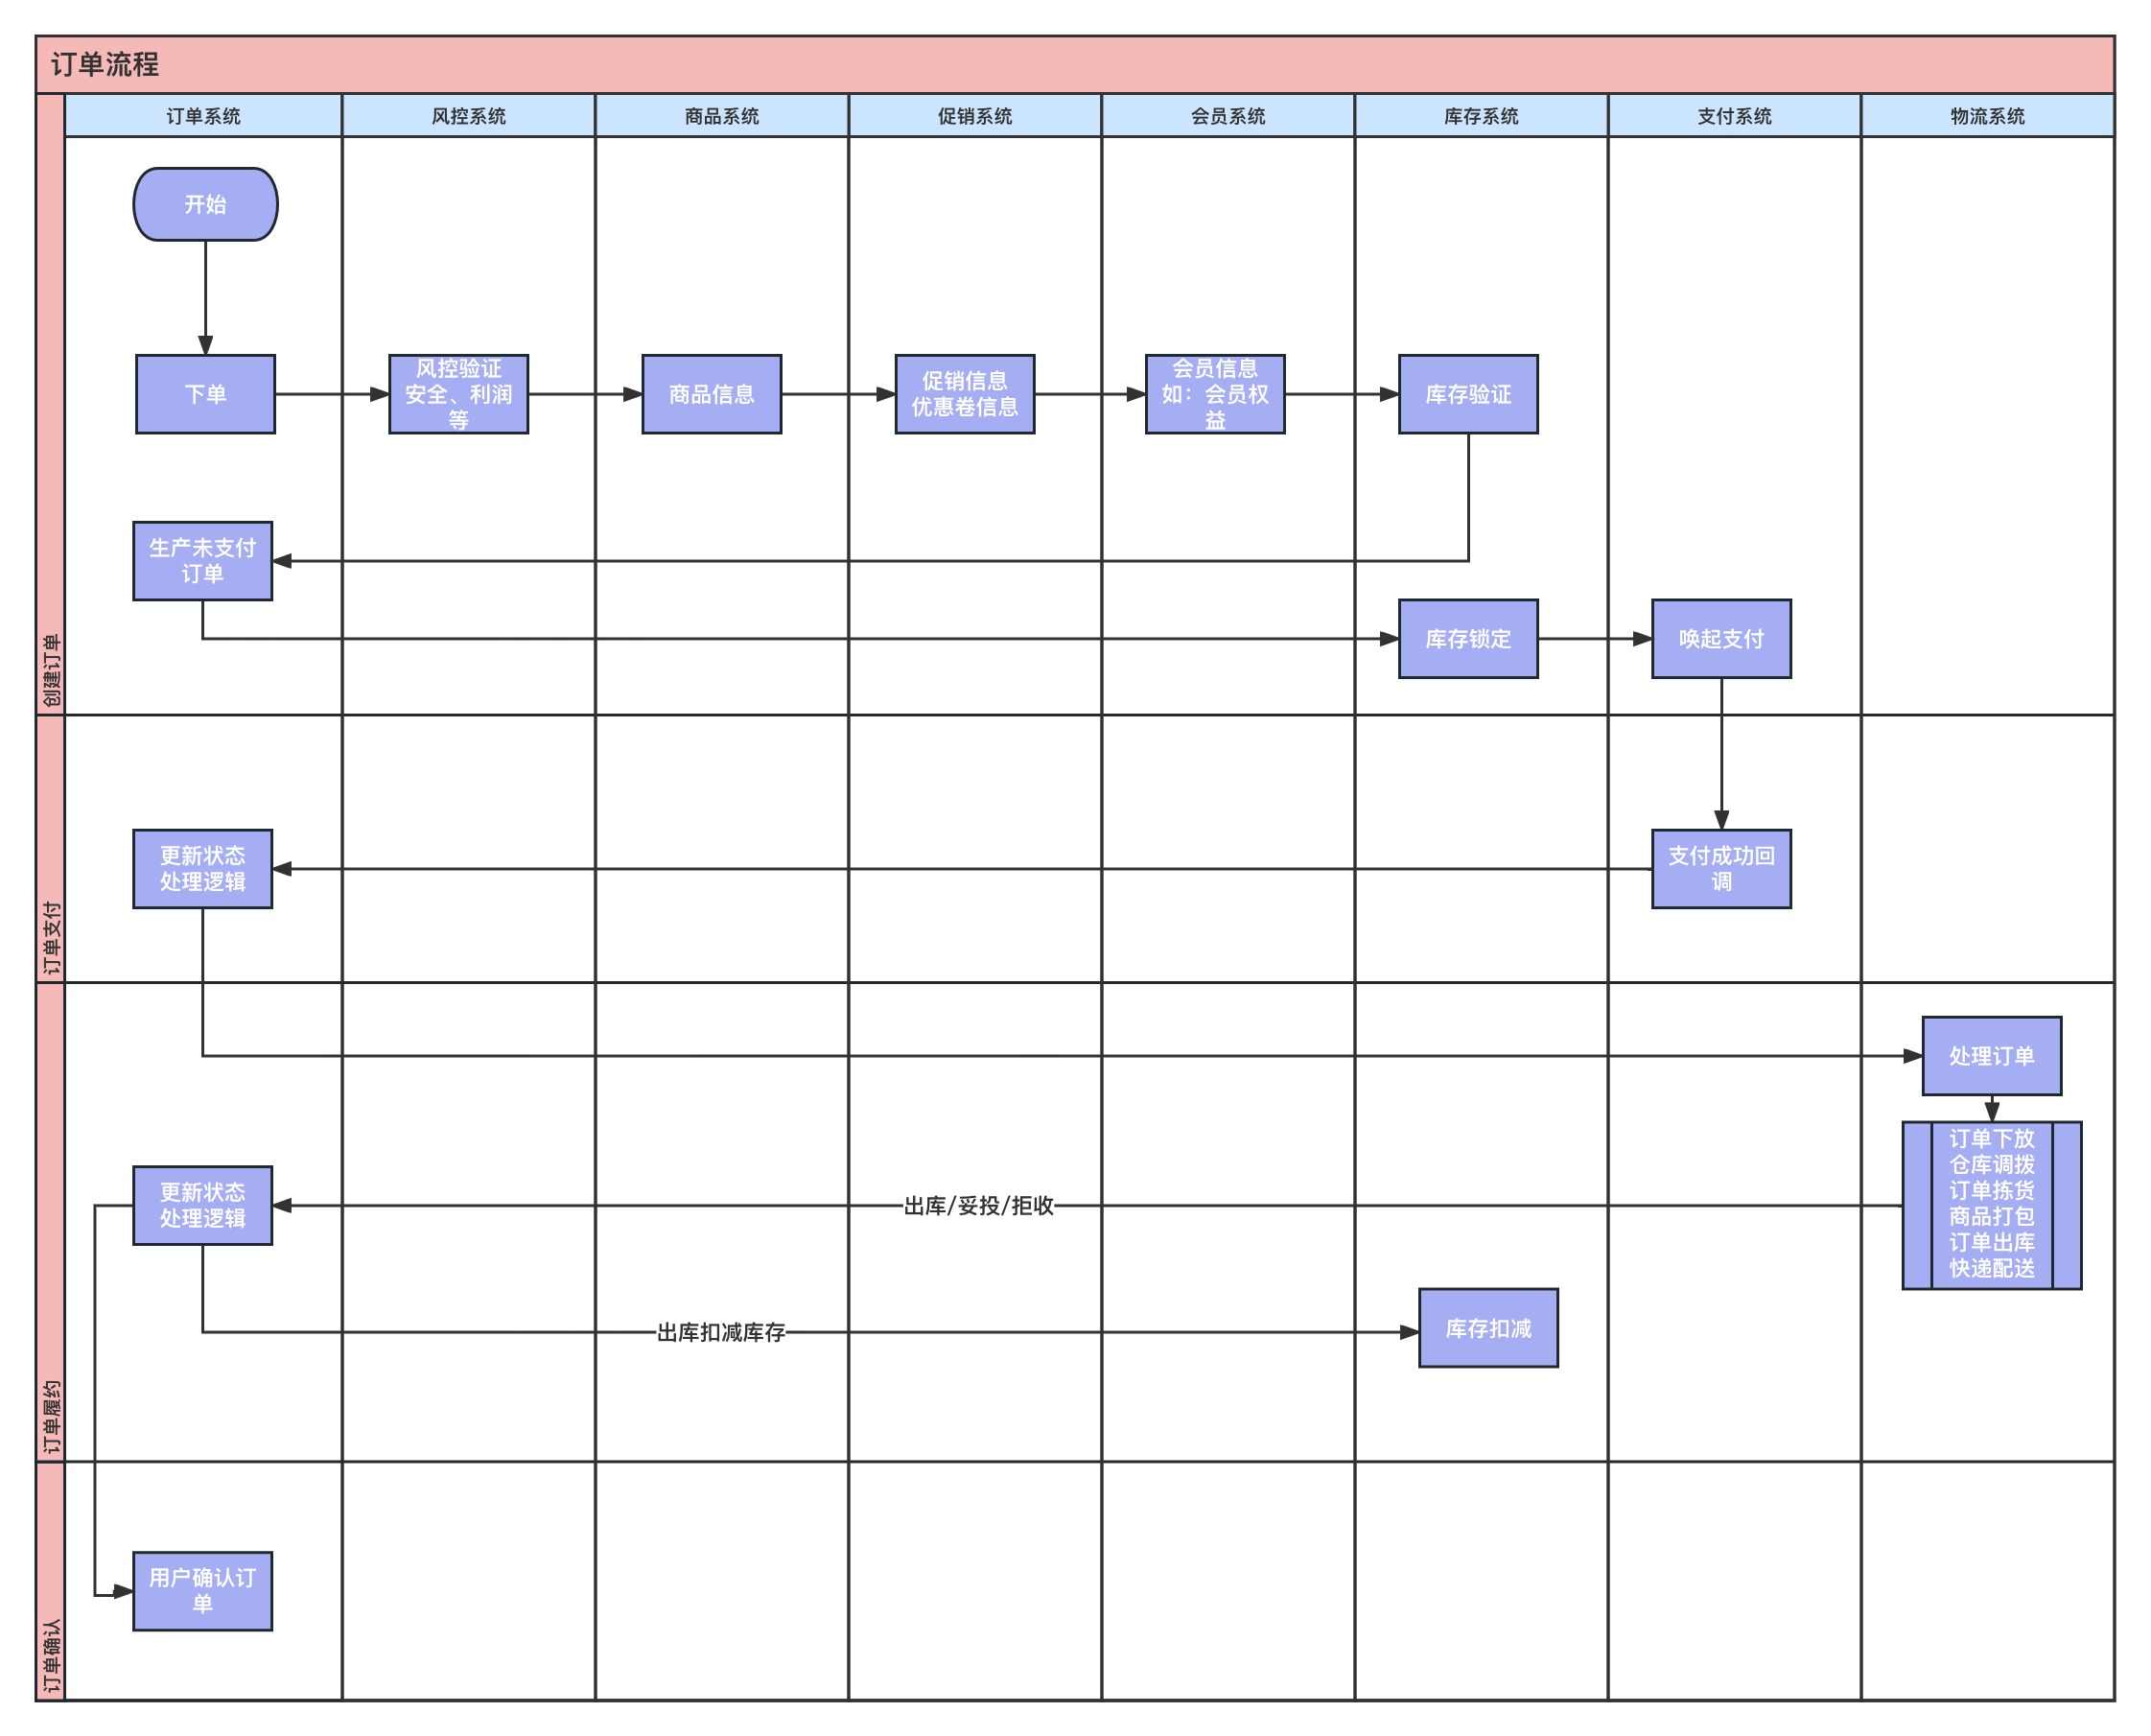 订单流程
订单系统
风控系统
商品系统
促销系统
会员系统
库存系统
支付系统
物流系统
创建订单
开始
下单
风控验证
安全、利润
等
商品信息
促销信息
优惠卷信息
会员信息
如：会员权
益
库存验证
生产未支付
订单
库存锁定
唤起支付
订单支付
更新状态
处理逻辑
支付成功回
调
订单履约
处理订单
订单下放
仓库调拨
订单拣货
商品打包
订单出库
快递配送
更新状态
处理逻辑
出库/妥投/拒收
出库扣减库存
库存扣减
订单确认
用户确认订
单